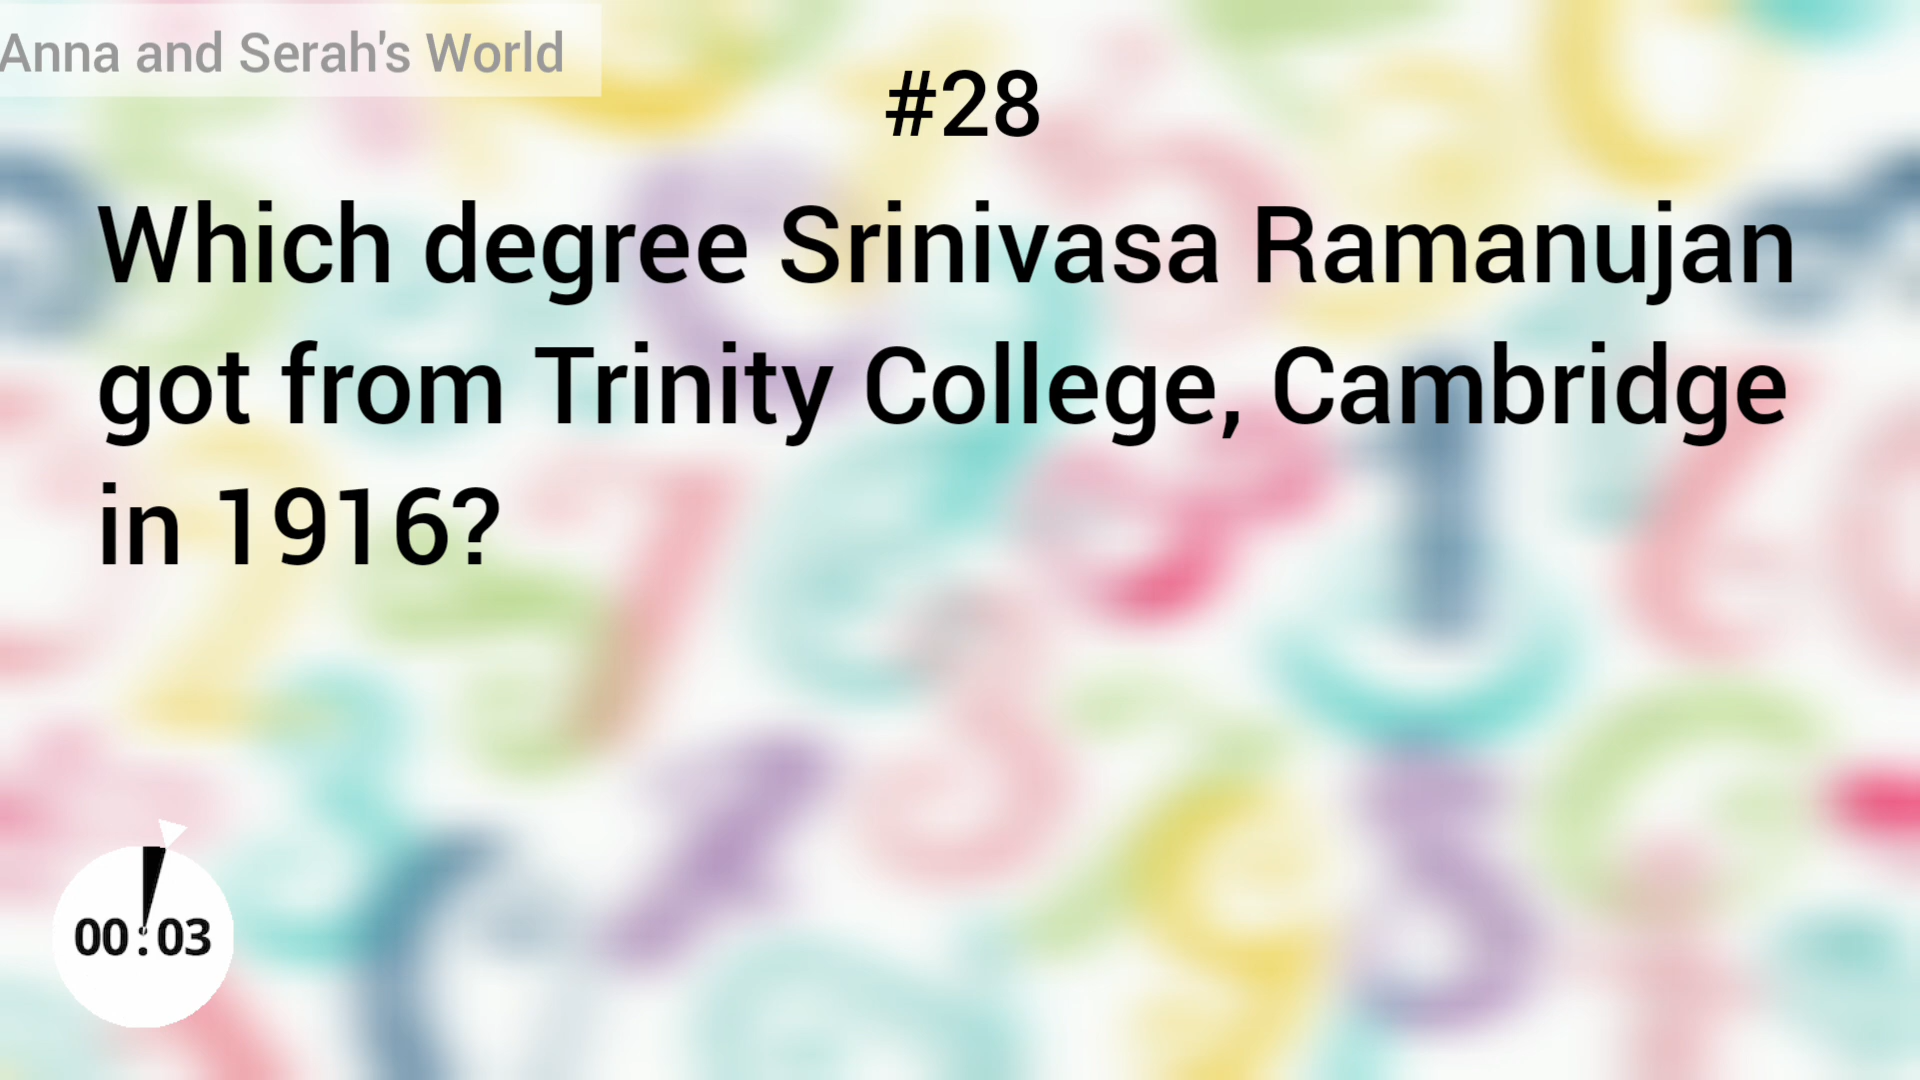 Anna and Serah's World
#28
Which degree Srinivasa Ramanujan
got from Trinity College, Cambridge
in 1916?
00:03